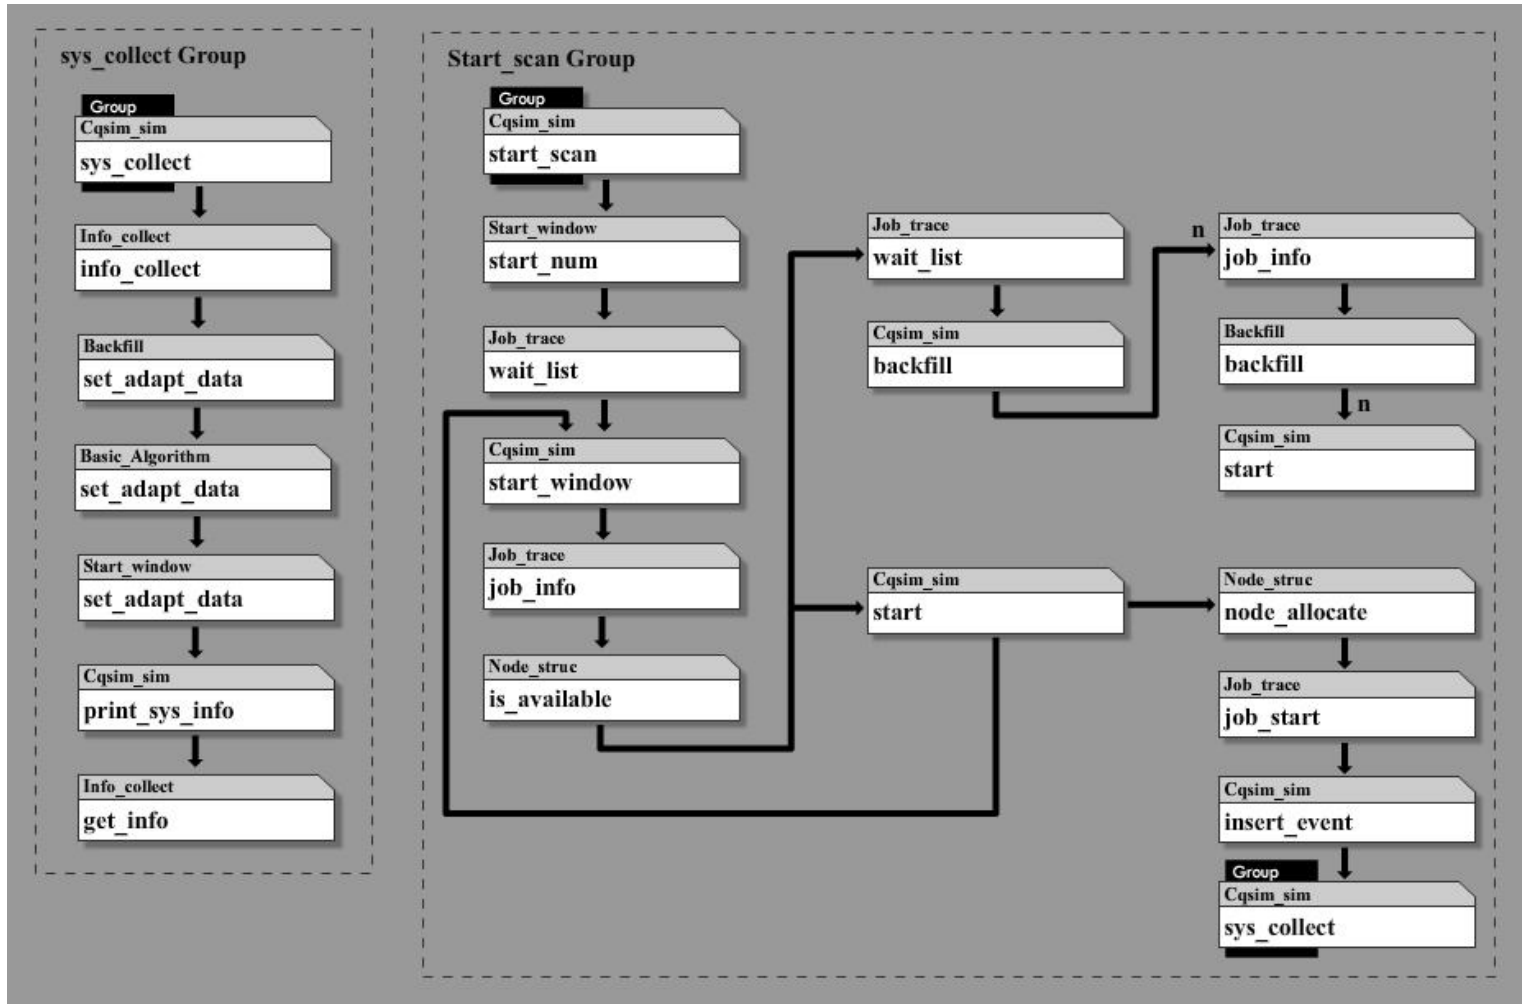 sys_collect Group
Group
Cqsim_sim
sys_collect
Info_collect
info_collect
Backfill
set_adapt_data
Basic_Algorithm
set_adapt_data
Start_window
set_adapt_data
Cqsim_sim
print_sys_info
Info_collect
get_info
Start_scan Group
Group
Cqsim_sim
start_scan
Start_window
start_num
Job_trace
wait_list
Cqsim_sim
start_window
Job_trace
job_info
Node_struc
is_available
Job_trace
wait_list
Cqsim_sim
backfill
n
Job_trace
job_info
Backfill
backfill
n
Cqsim_sim
start
Cqsim_sim
start
Node_struc
node_allocate
Job_trace
job_start
Cqsim_sim
insert_event
Group
Cqsim_sim
sys_collect